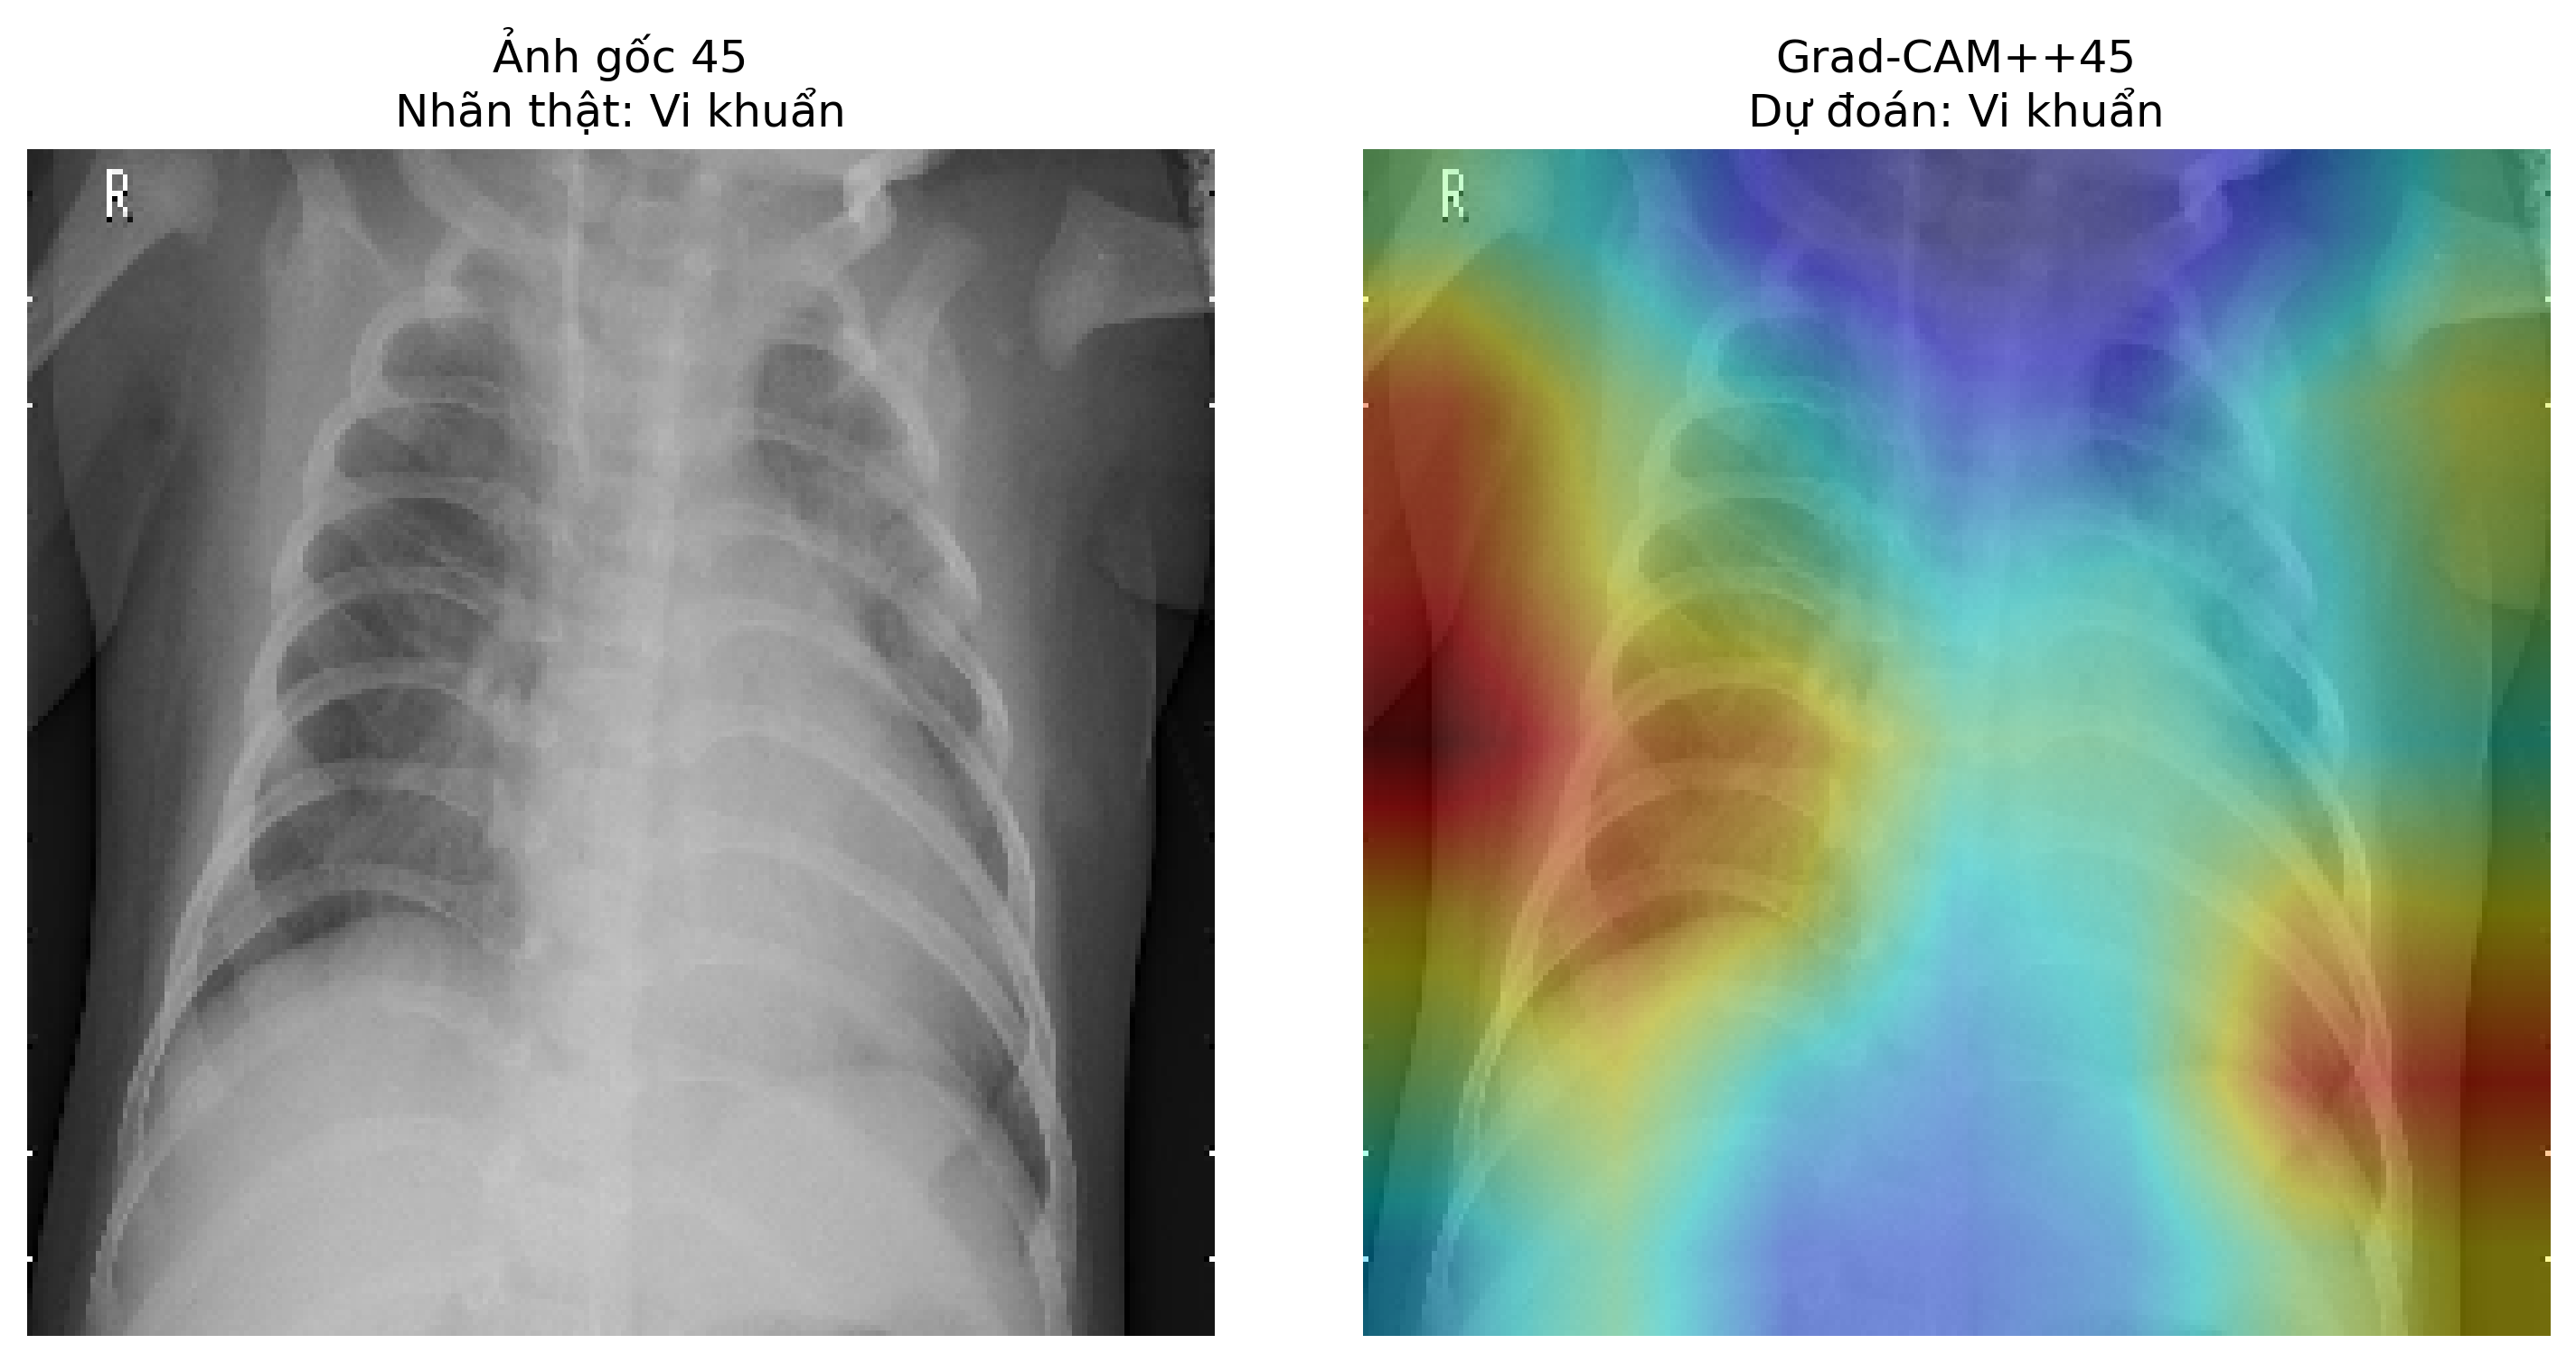 Ảnh gốc 45
Nhãn thật: Vi khuẩn
R
Grad-CAM++45
Dự đoán: Vi khuẩn
R